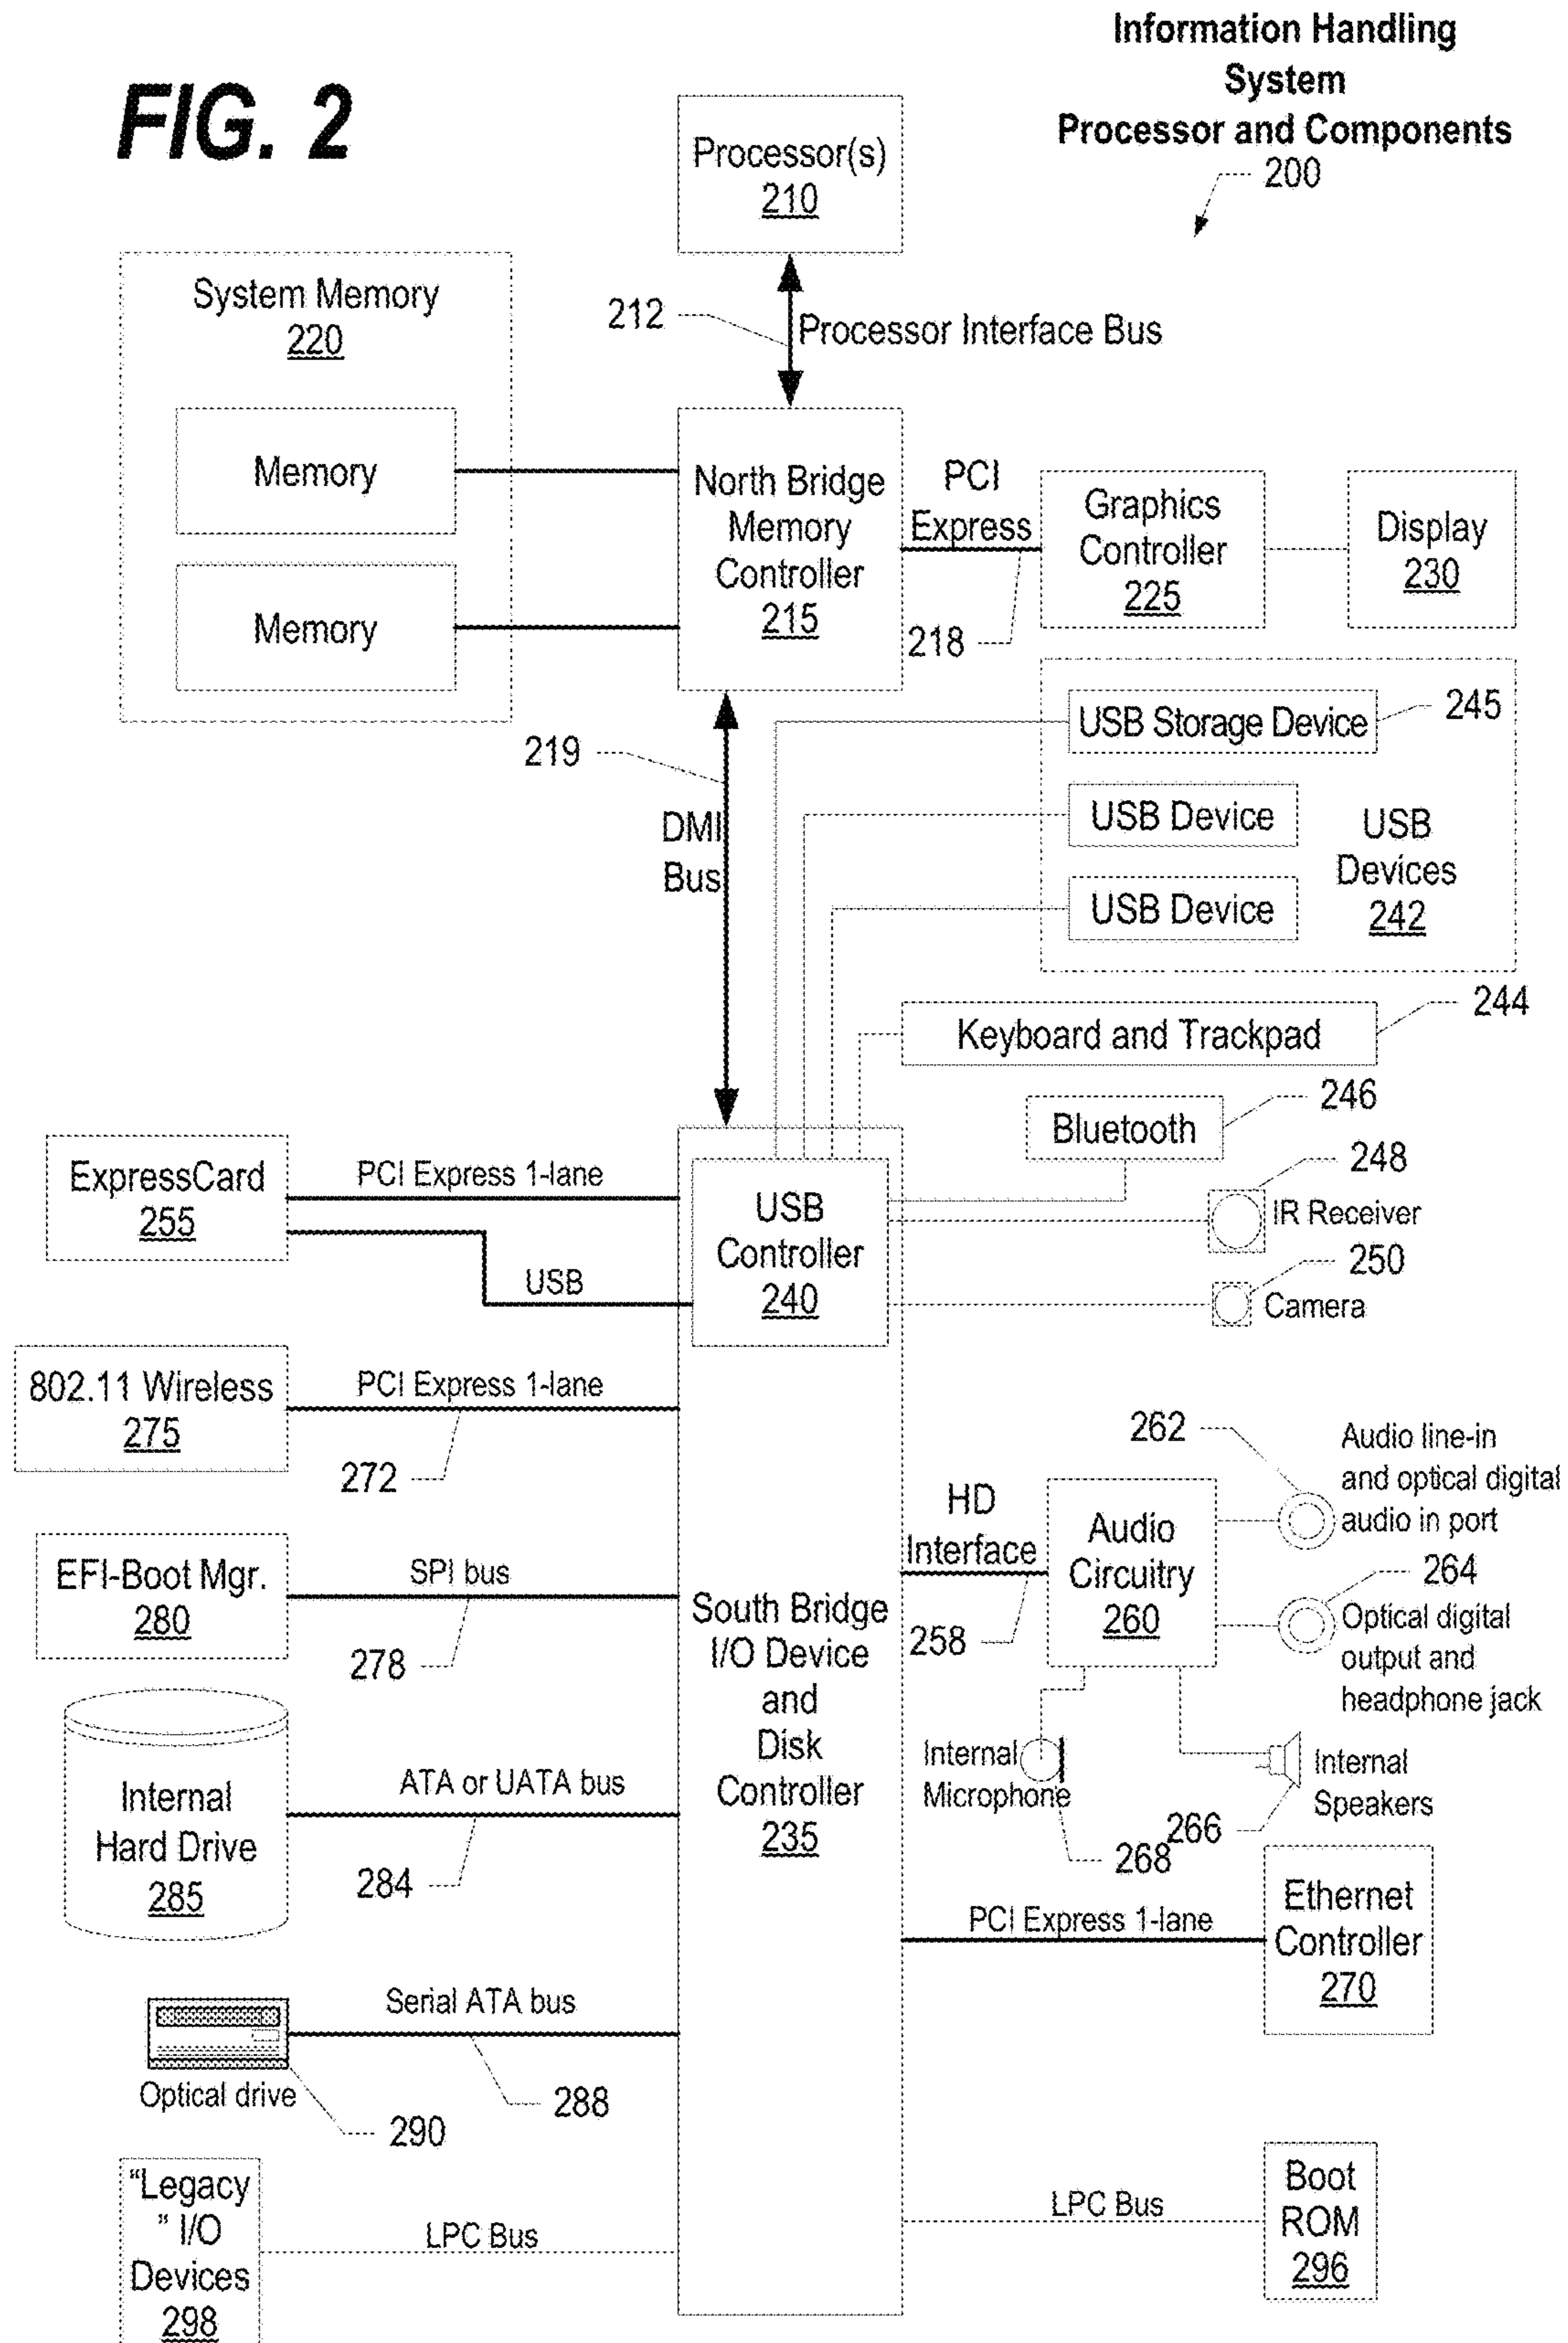 Information Handling
System
Processor and Components
200
FIG. 2
Processor(s)
210
212
Processor Interface Bus
System Memory
220
Memory
Memory
North Bridge
Memory
Controller
215
PCI
Express
218
Graphics
Controller
225
Display
230
219
DMI
Bus
USB Storage Device
245
USB Device
USB Device
USB
Devices
242
Keyboard and Trackpad
244
Bluetooth
246
248
IR Receiver
250
Camera
ExpressCard
255
PCI Express 1-lane
USB
USB
Controller
240
802.11 Wireless
275
PCI Express 1-lane
272
EFI-Boot Mgr.
280
SPI bus
278
South Bridge
I/O Device
and
Disk
Controller
235
HD
Interface
258
Audio
Circuitry
260
262
Audio line-in
and optical digital
audio in port
264
Optical digital
output and
headphone jack
Internal
Microphone
268
266
Internal
Speakers
Internal
Hard Drive
285
ATA or UATA bus
284
PCI Express 1-lane
Ethernet
Controller
270
Serial ATA bus
288
Optical drive
290
"Legacy
" I/O
Devices
298
LPC Bus
LPC Bus
Boot
ROM
296